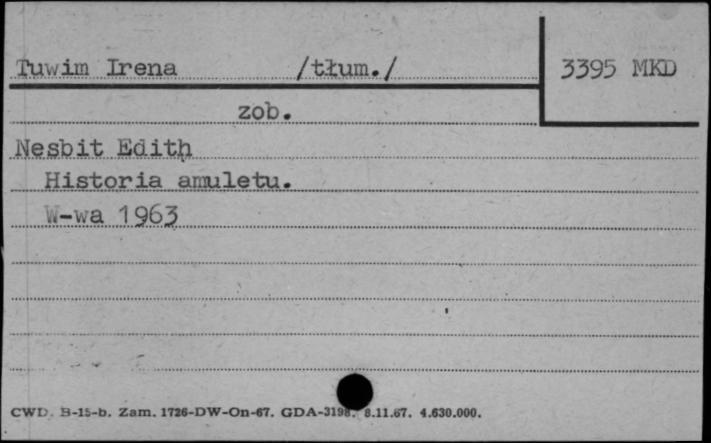 Tuwim Irena /tłum./ 3395 MKD
zob.
Nesbit Edith
Historia amuletu.
W-wa 1963
CWD. B-15-b. Zam. 1726-DW-On-67. GDA-3198. 8.11.67. 4.630.000.